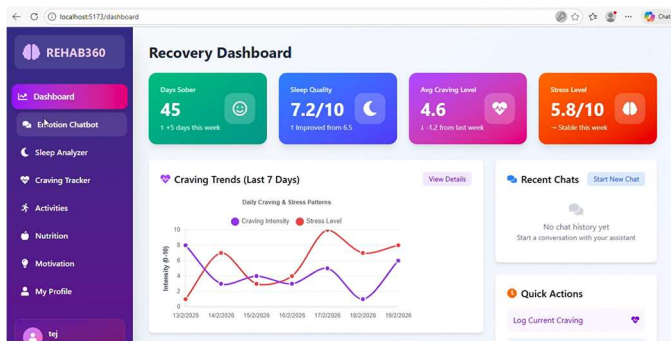 localhost:5173/dashboard
Chat
REHAB360
Dashboard
Emotion Chatbot
Sleep Analyzer
Craving Tracker
Activities
Nutrition
Motivation
My Profile
tej
Recovery Dashboard
Days Sober
45
↑ +5 days this week
Sleep Quality
7.2/10
↑ Improved from 6.5
Avg Craving Level
4.6
↓ -1.2 from last week
Stress Level
5.8/10
→ Stable this week
Craving Trends (Last 7 Days)
View Details
Daily Craving & Stress Patterns
Craving Intensity
Stress Level
Intensity (0-10)
10
8
6
4
2
0
13/2/2026 14/2/2026 15/2/2026 16/2/2026 17/2/2026 18/2/2026 19/2/2026
Recent Chats
Start New Chat
No chat history yet
Start a conversation with your assistant
Quick Actions
Log Current Craving